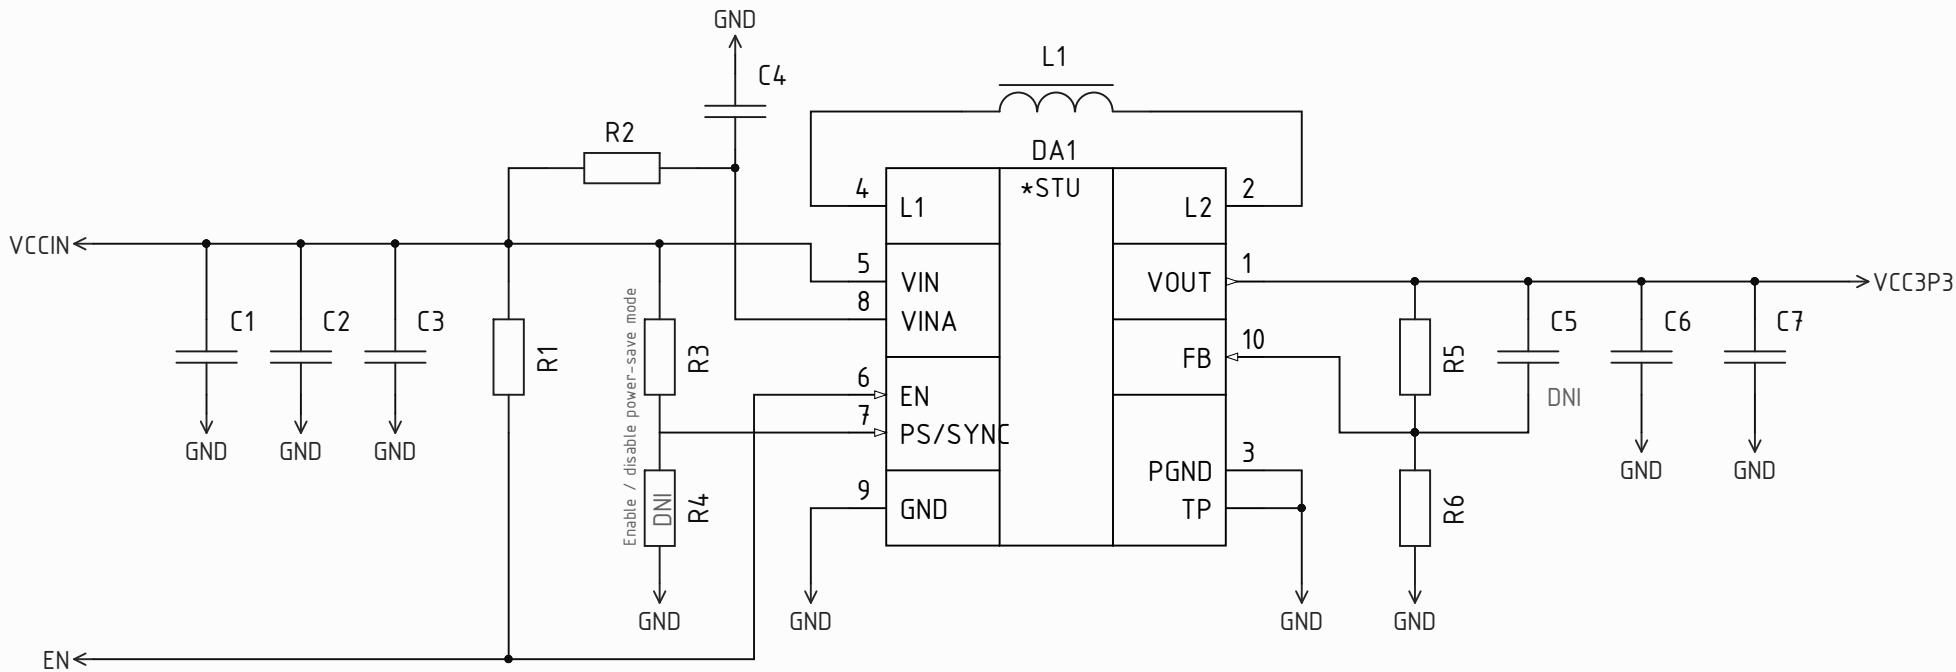 GND
C4
L1
R2
DA1
*STU
4
L1
L2
2
VCCIN
5
VIN
VOUT
1
VCC3P3
8
VINA
C1
C2
C3
R1
R3
Enable / disable power-save mode
FB
10
R5
C5
C6
C7
DNI
6
EN
7
PS/SYNC
GND
GND
GND
PGND
3
GND
GND
9
GND
TP
DNI
R4
R6
GND
GND
GND
GND
EN